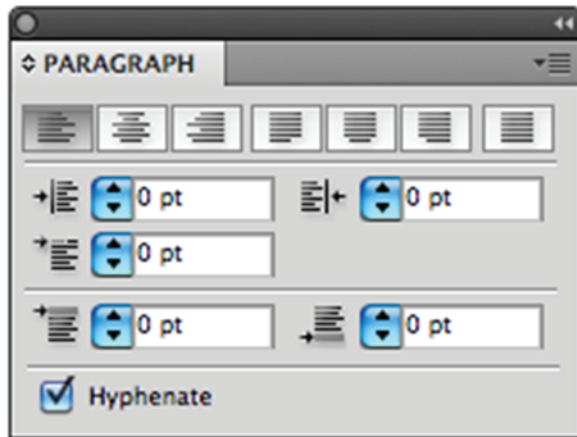 PARAGRAPH
0 pt 0 pt
0 pt
0 pt 0 pt
Hyphenate